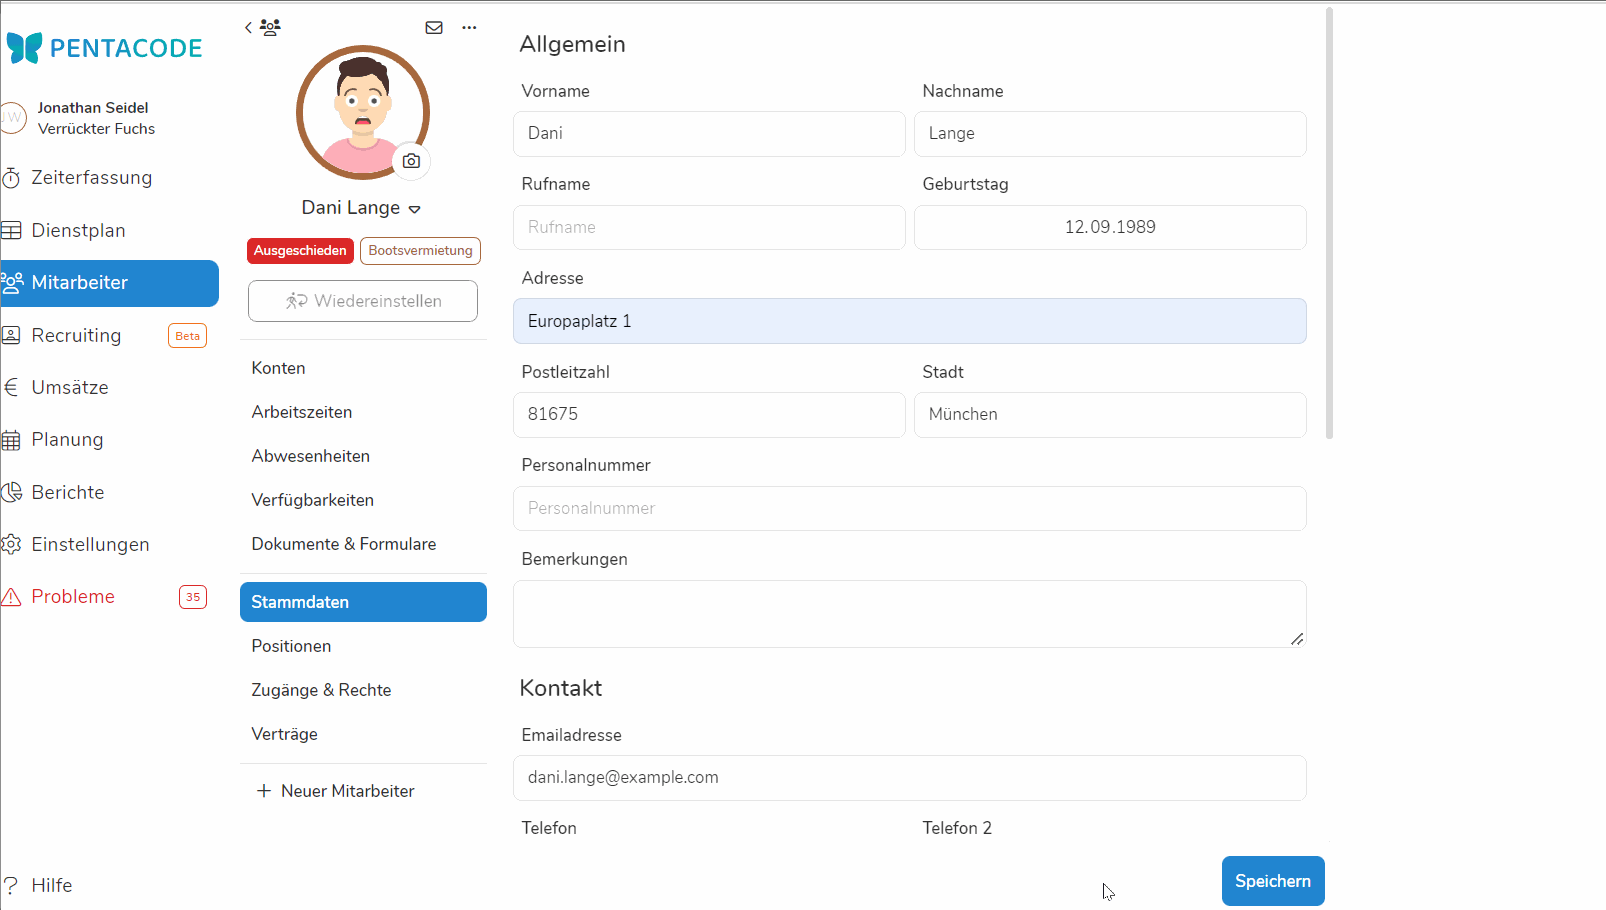 PENTACODE
JW
Jonathan Seidel
Verrückter Fuchs
Zeiterfassung
Dienstplan
Mitarbeiter
Recruiting Beta
Umsätze
Planung
Berichte
Einstellungen
Probleme 35
Hilfe
Dani Lange
Ausgeschieden Bootsvermietung
Wiedereinstellen
Konten
Arbeitszeiten
Abwesenheiten
Verfügbarkeiten
Dokumente & Formulare
Stammdaten
Positionen
Zugänge & Rechte
Verträge
Neuer Mitarbeiter
Allgemein
Vorname Nachname
Dani Lange
Rufname Geburtstag
Rufname 12.09.1989
Adresse
Europaplatz 1
Postleitzahl Stadt
81675 München
Personalnummer
Personalnummer
Bemerkungen
Kontakt
Emailadresse
dani.lange@example.com
Telefon Telefon 2
Speichern